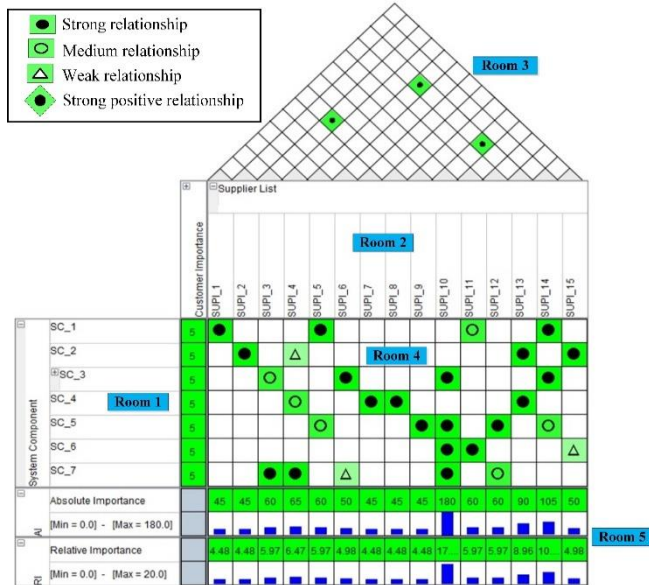 Strong relationship
Medium relationship
Weak relationship
Strong positive relationship
Room 3
Supplier List
Room 2
Customer Importance
SUPI_1
SUPI_2
SUPI_3
SUPI_4
SUPI_5
SUPI_6
SUPI_7
SUPI_8
SUPI_9
SUPI_10
SUPI_11
SUPI_12
SUPI_13
SUPI_14
SUPI_15
System Component
SC_1 5
SC_2 5
Room 4
SC_3 5
Room 1
SC_4 5
SC_5 5
SC_6 5
SC_7 5
AI
Absolute Importance 45 45 60 65 60 50 45 45 45 180 60 60 90 105 50
[Min = 0.0] - [Max = 180.0]
Room 5
RI
Relative Importance 4.48 4.48 5.97 6.47 5.97 4.98 4.48 4.48 4.48 17... 5.97 5.97 8.96 10... 4.98
[Min = 0.0] - [Max = 20.0]